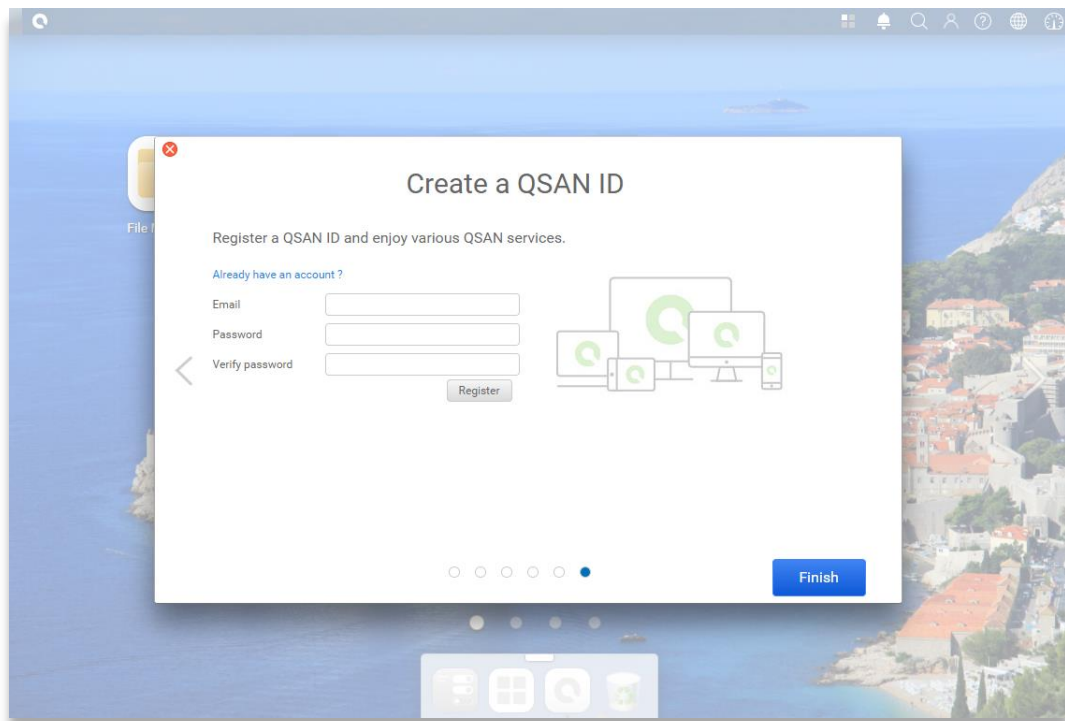 Create a QSAN ID
File
Register a QSAN ID and enjoy various QSAN services.
Already have an account ?
Email
Password
Verify password
Register
Finish